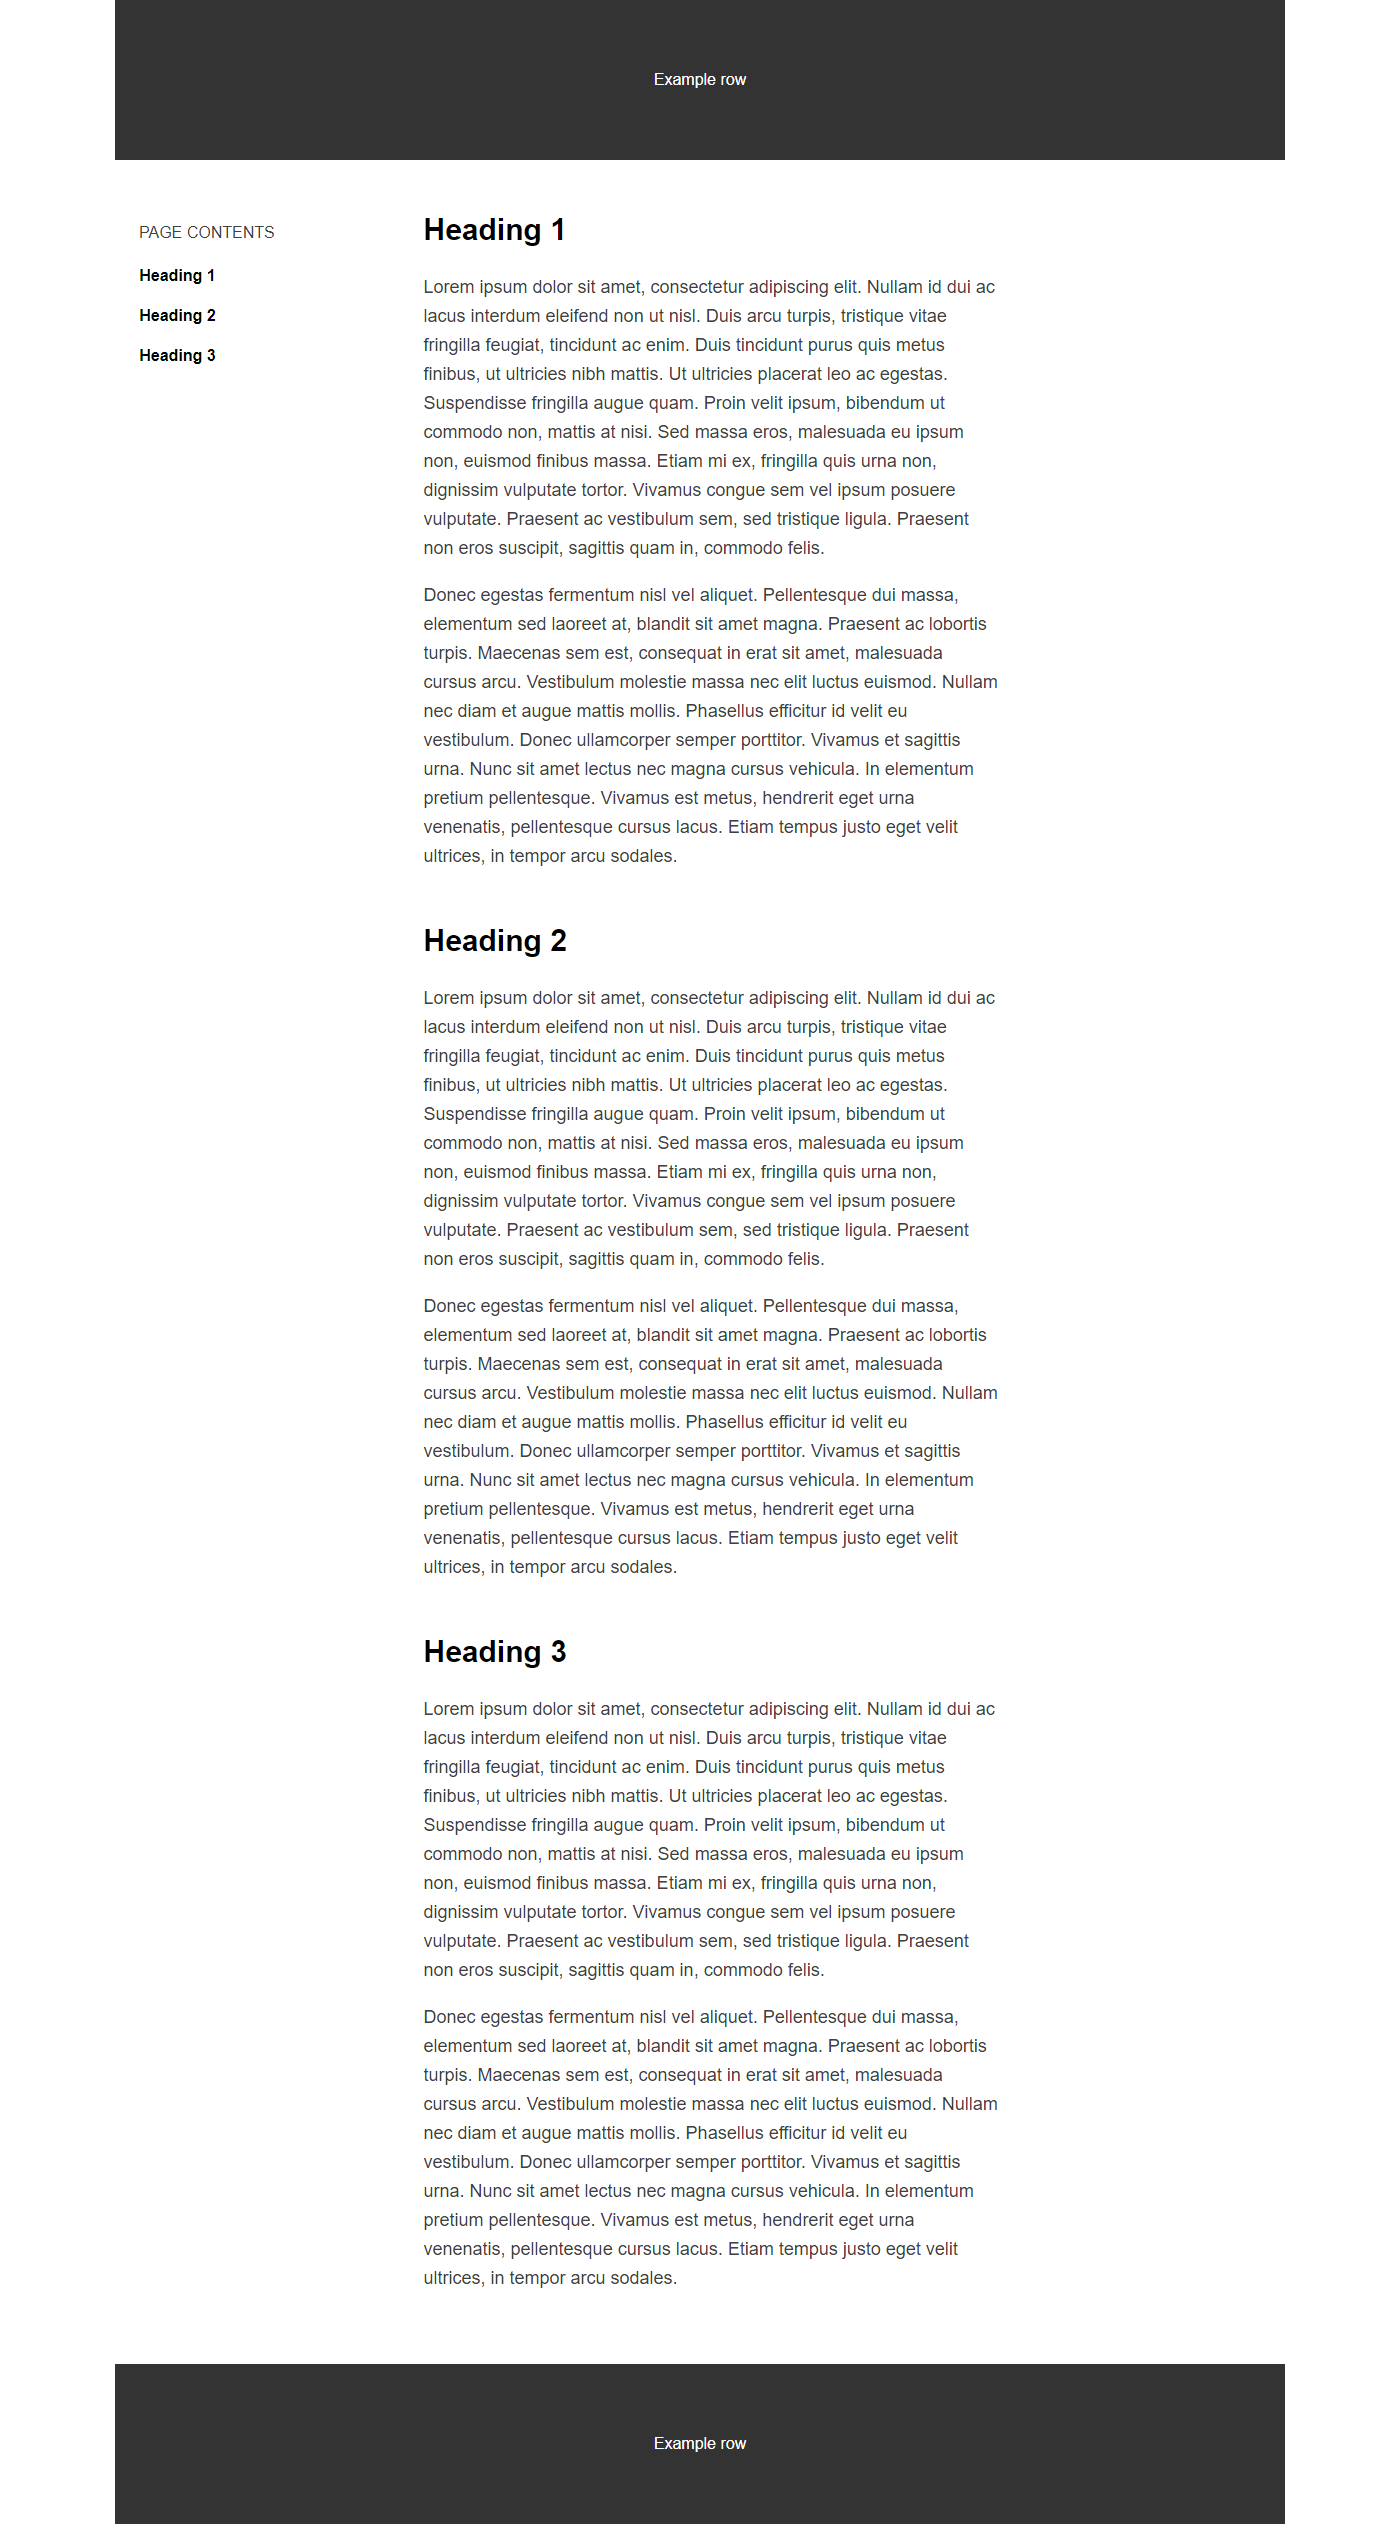 Example row
PAGE CONTENTS
Heading 1
Heading 2
Heading 3
Heading 1
Lorem ipsum dolor sit amet, consectetur adipiscing elit. Nullam id dui ac
lacus interdum eleifend non ut nisl. Duis arcu turpis, tristique vitae
fringilla feugiat, tincidunt ac enim. Duis tincidunt purus quis metus
finibus, ut ultricies nibh mattis. Ut ultricies placerat leo ac egestas.
Suspendisse fringilla augue quam. Proin velit ipsum, bibendum ut
commodo non, mattis at nisi. Sed massa eros, malesuada eu ipsum
non, euismod finibus massa. Etiam mi ex, fringilla quis urna non,
dignissim vulputate tortor. Vivamus congue sem vel ipsum posuere
vulputate. Praesent ac vestibulum sem, sed tristique ligula. Praesent
non eros suscipit, sagittis quam in, commodo felis.
Donec egestas fermentum nisl vel aliquet. Pellentesque dui massa,
elementum sed laoreet at, blandit sit amet magna. Praesent ac lobortis
turpis. Maecenas sem est, consequat in erat sit amet, malesuada
cursus arcu. Vestibulum molestie massa nec elit luctus euismod. Nullam
nec diam et augue mattis mollis. Phasellus efficitur id velit eu
vestibulum. Donec ullamcorper semper porttitor. Vivamus et sagittis
urna. Nunc sit amet lectus nec magna cursus vehicula. In elementum
pretium pellentesque. Vivamus est metus, hendrerit eget urna
venenatis, pellentesque cursus lacus. Etiam tempus justo eget velit
ultrices, in tempor arcu sodales.
Heading 2
Lorem ipsum dolor sit amet, consectetur adipiscing elit. Nullam id dui ac
lacus interdum eleifend non ut nisl. Duis arcu turpis, tristique vitae
fringilla feugiat, tincidunt ac enim. Duis tincidunt purus quis metus
finibus, ut ultricies nibh mattis. Ut ultricies placerat leo ac egestas.
Suspendisse fringilla augue quam. Proin velit ipsum, bibendum ut
commodo non, mattis at nisi. Sed massa eros, malesuada eu ipsum
non, euismod finibus massa. Etiam mi ex, fringilla quis urna non,
dignissim vulputate tortor. Vivamus congue sem vel ipsum posuere
vulputate. Praesent ac vestibulum sem, sed tristique ligula. Praesent
non eros suscipit, sagittis quam in, commodo felis.
Donec egestas fermentum nisl vel aliquet. Pellentesque dui massa,
elementum sed laoreet at, blandit sit amet magna. Praesent ac lobortis
turpis. Maecenas sem est, consequat in erat sit amet, malesuada
cursus arcu. Vestibulum molestie massa nec elit luctus euismod. Nullam
nec diam et augue mattis mollis. Phasellus efficitur id velit eu
vestibulum. Donec ullamcorper semper porttitor. Vivamus et sagittis
urna. Nunc sit amet lectus nec magna cursus vehicula. In elementum
pretium pellentesque. Vivamus est metus, hendrerit eget urna
venenatis, pellentesque cursus lacus. Etiam tempus justo eget velit
ultrices, in tempor arcu sodales.
Heading 3
Lorem ipsum dolor sit amet, consectetur adipiscing elit. Nullam id dui ac
lacus interdum eleifend non ut nisl. Duis arcu turpis, tristique vitae
fringilla feugiat, tincidunt ac enim. Duis tincidunt purus quis metus
finibus, ut ultricies nibh mattis. Ut ultricies placerat leo ac egestas.
Suspendisse fringilla augue quam. Proin velit ipsum, bibendum ut
commodo non, mattis at nisi. Sed massa eros, malesuada eu ipsum
non, euismod finibus massa. Etiam mi ex, fringilla quis urna non,
dignissim vulputate tortor. Vivamus congue sem vel ipsum posuere
vulputate. Praesent ac vestibulum sem, sed tristique ligula. Praesent
non eros suscipit, sagittis quam in, commodo felis.
Donec egestas fermentum nisl vel aliquet. Pellentesque dui massa,
elementum sed laoreet at, blandit sit amet magna. Praesent ac lobortis
turpis. Maecenas sem est, consequat in erat sit amet, malesuada
cursus arcu. Vestibulum molestie massa nec elit luctus euismod. Nullam
nec diam et augue mattis mollis. Phasellus efficitur id velit eu
vestibulum. Donec ullamcorper semper porttitor. Vivamus et sagittis
urna. Nunc sit amet lectus nec magna cursus vehicula. In elementum
pretium pellentesque. Vivamus est metus, hendrerit eget urna
venenatis, pellentesque cursus lacus. Etiam tempus justo eget velit
ultrices, in tempor arcu sodales.
Example row